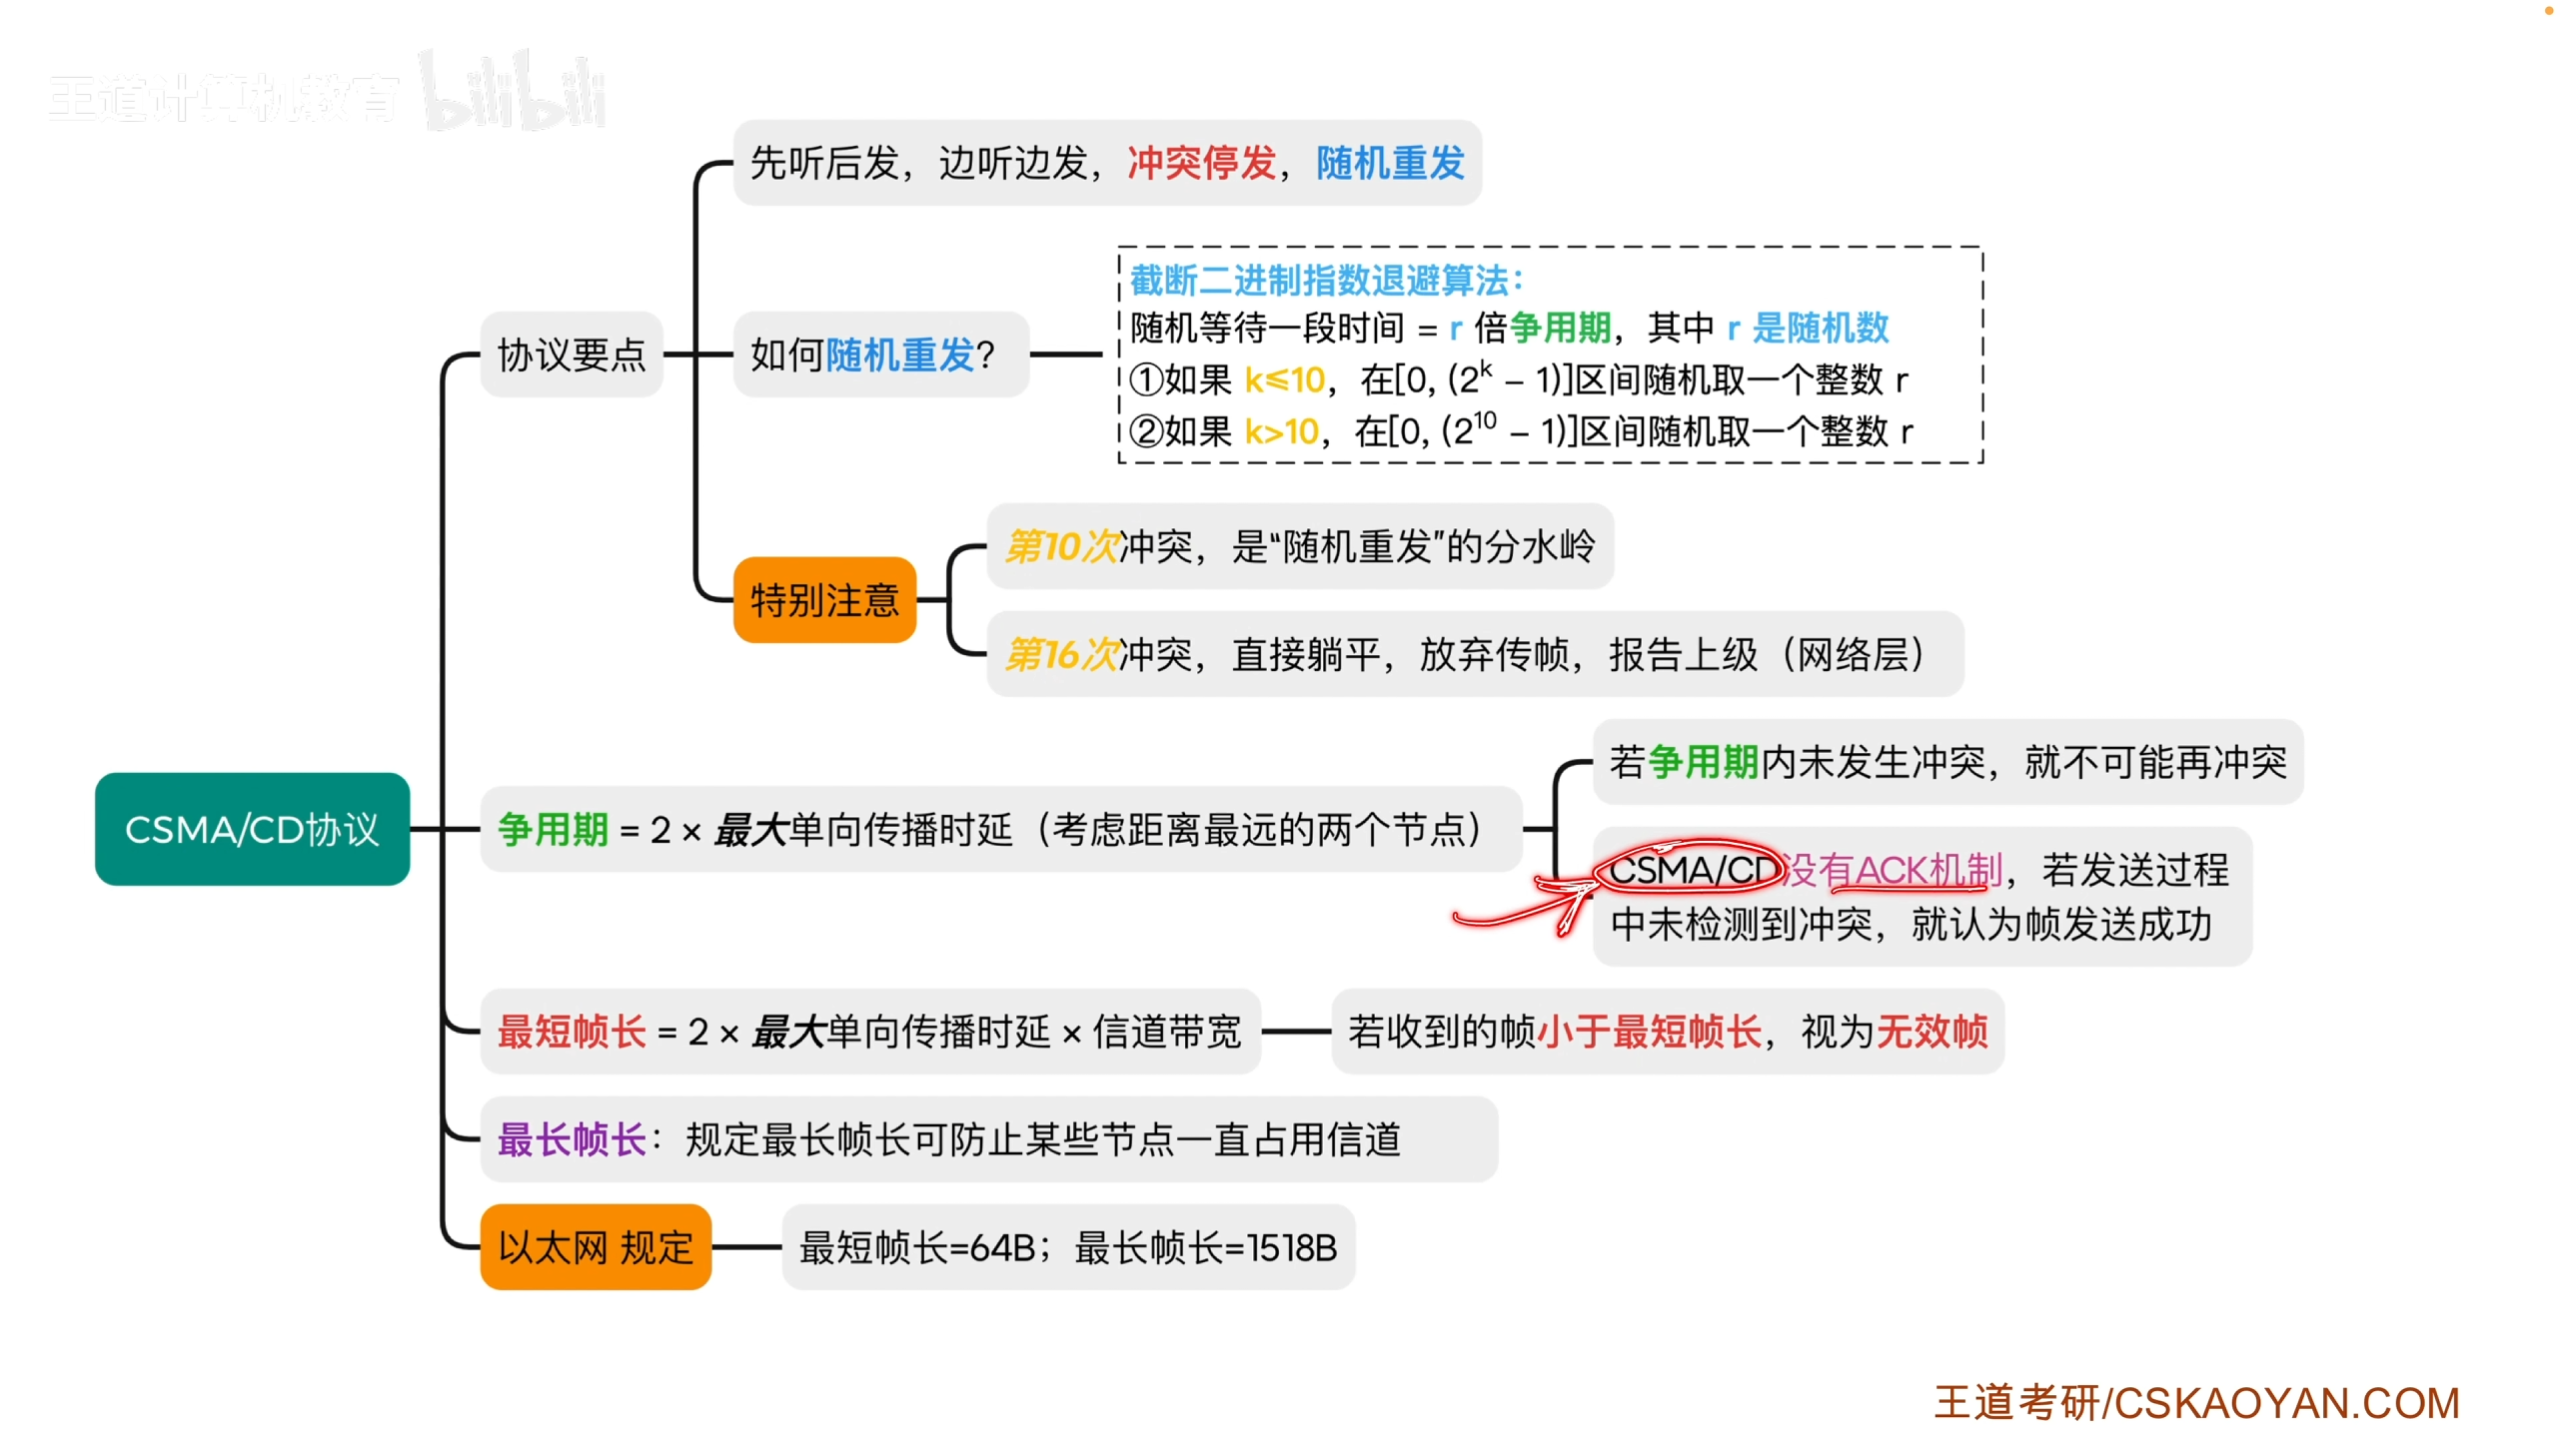 王道计算机教育 bilibili
先听后发，边听边发，冲突停发，随机重发
截断二进制指数退避算法：
随机等待一段时间 = r 倍争用期，其中 r 是随机数
①如果 k≤10，在[0, (2ᵏ – 1)]区间随机取一个整数 r
②如果 k>10，在[0, (2¹⁰ – 1)]区间随机取一个整数 r
协议要点
如何随机重发？
第10次冲突，是“随机重发”的分水岭
特别注意
第16次冲突，直接躺平，放弃传帧，报告上级（网络层）
若争用期内未发生冲突，就不可能再冲突
CSMA/CD协议
争用期 = 2 × 最大单向传播时延（考虑距离最远的两个节点）
CSMA/CD没有ACK机制，若发送过程
中未检测到冲突，就认为帧发送成功
最短帧长 = 2 × 最大单向传播时延 × 信道带宽
若收到的帧小于最短帧长，视为无效帧
最长帧长：规定最长帧长可防止某些节点一直占用信道
以太网 规定
最短帧长=64B；最长帧长=1518B
王道考研/CSKAOYAN.COM